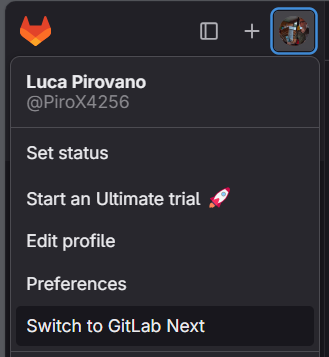 Luca Pirovano
@PiroX4256
Set status
Start an Ultimate trial 🚀
Edit profile
Preferences
Switch to GitLab Next